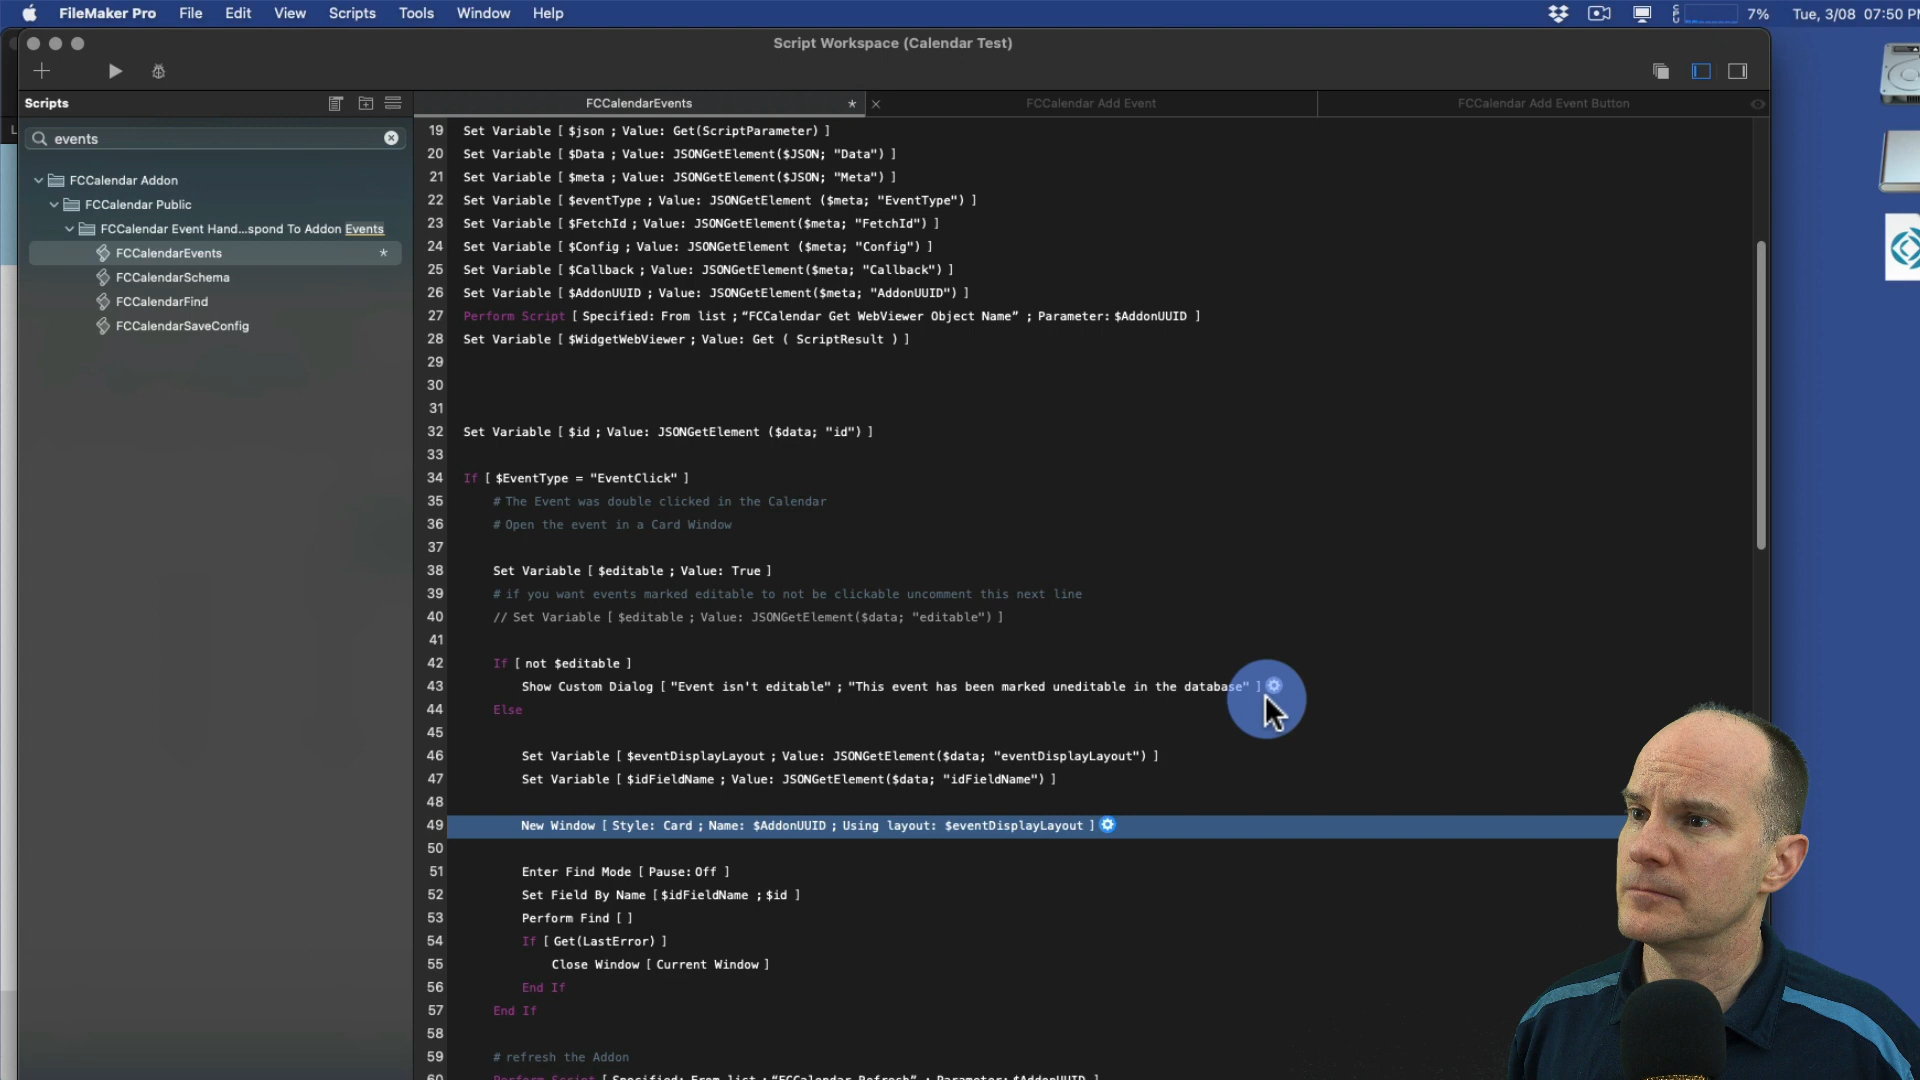 FileMaker Pro File Edit View Scripts Tools Window Help
7% Tue, 3/08 07:50
Script Workspace (Calendar Test)
Scripts
events
FCCalendar Addon
FCCalendar Public
FCCalendar Event Hand...spond To Addon Events
FCCalendarEvents *
FCCalendarSchema
FCCalendarFind
FCCalendarSaveConfig
FCCalendarEvents * FCCalendar Add Event FCCalendar Add Event Button
19 Set Variable [ $json ; Value: Get(ScriptParameter) ]
20 Set Variable [ $Data ; Value: JSONGetElement($JSON; "Data") ]
21 Set Variable [ $meta ; Value: JSONGetElement($JSON; "Meta") ]
22 Set Variable [ $eventType ; Value: JSONGetElement ($meta; "EventType") ]
23 Set Variable [ $FetchId ; Value: JSONGetElement($meta; "FetchId") ]
24 Set Variable [ $Config ; Value: JSONGetElement ($meta; "Config") ]
25 Set Variable [ $Callback ; Value: JSONGetElement($meta; "Callback") ]
26 Set Variable [ $AddonUUID ; Value: JSONGetElement($meta; "AddonUUID") ]
27 Perform Script [ Specified: From list ; “FCCalendar Get WebViewer Object Name” ; Parameter: $AddonUUID ]
28 Set Variable [ $WidgetWebViewer ; Value: Get ( ScriptResult ) ]
29
30
31
32 Set Variable [ $id ; Value: JSONGetElement ($data; "id") ]
33
34 If [ $EventType = "EventClick" ]
35 # The Event was double clicked in the Calendar
36 # Open the event in a Card Window
37
38 Set Variable [ $editable ; Value: True ]
39 # if you want events marked editable to not be clickable uncomment this next line
40 // Set Variable [ $editable ; Value: JSONGetElement($data; "editable") ]
41
42 If [ not $editable ]
43 Show Custom Dialog [ "Event isn't editable" ; "This event has been marked uneditable in the database" ]
44 Else
45
46 Set Variable [ $eventDisplayLayout ; Value: JSONGetElement($data; "eventDisplayLayout") ]
47 Set Variable [ $idFieldName ; Value: JSONGetElement($data; "idFieldName") ]
48
49 New Window [ Style: Card ; Name: $AddonUUID ; Using layout: $eventDisplayLayout ]
50
51 Enter Find Mode [ Pause: Off ]
52 Set Field By Name [ $idFieldName ; $id ]
53 Perform Find [ ]
54 If [ Get(LastError) ]
55 Close Window [ Current Window ]
56 End If
57 End If
58
59 # refresh the Addon
60 Perform Script [ Specified: From list ; “FCCalendar Refresh” ; Parameter: $AddonUUID ]